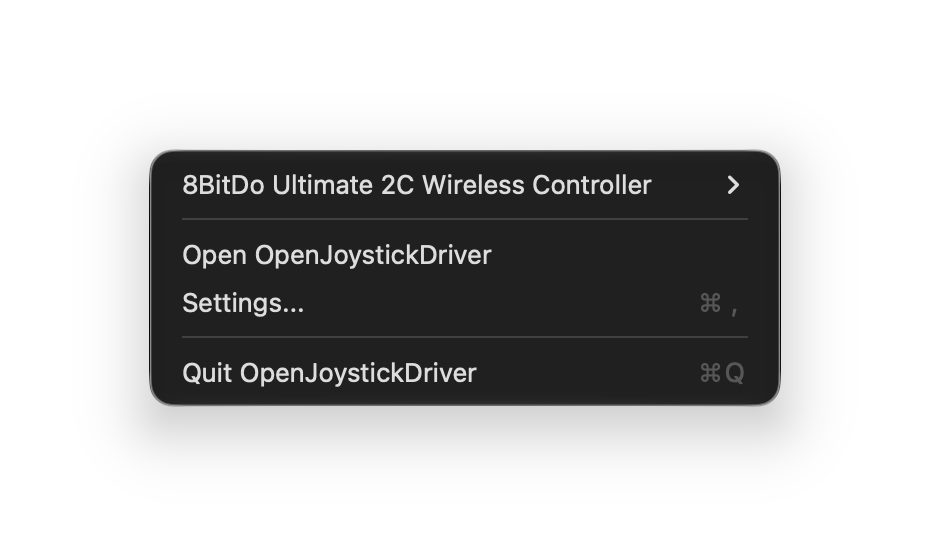 8BitDo Ultimate 2C Wireless Controller
Open OpenJoystickDriver
Settings... ⌘ ,
Quit OpenJoystickDriver ⌘Q